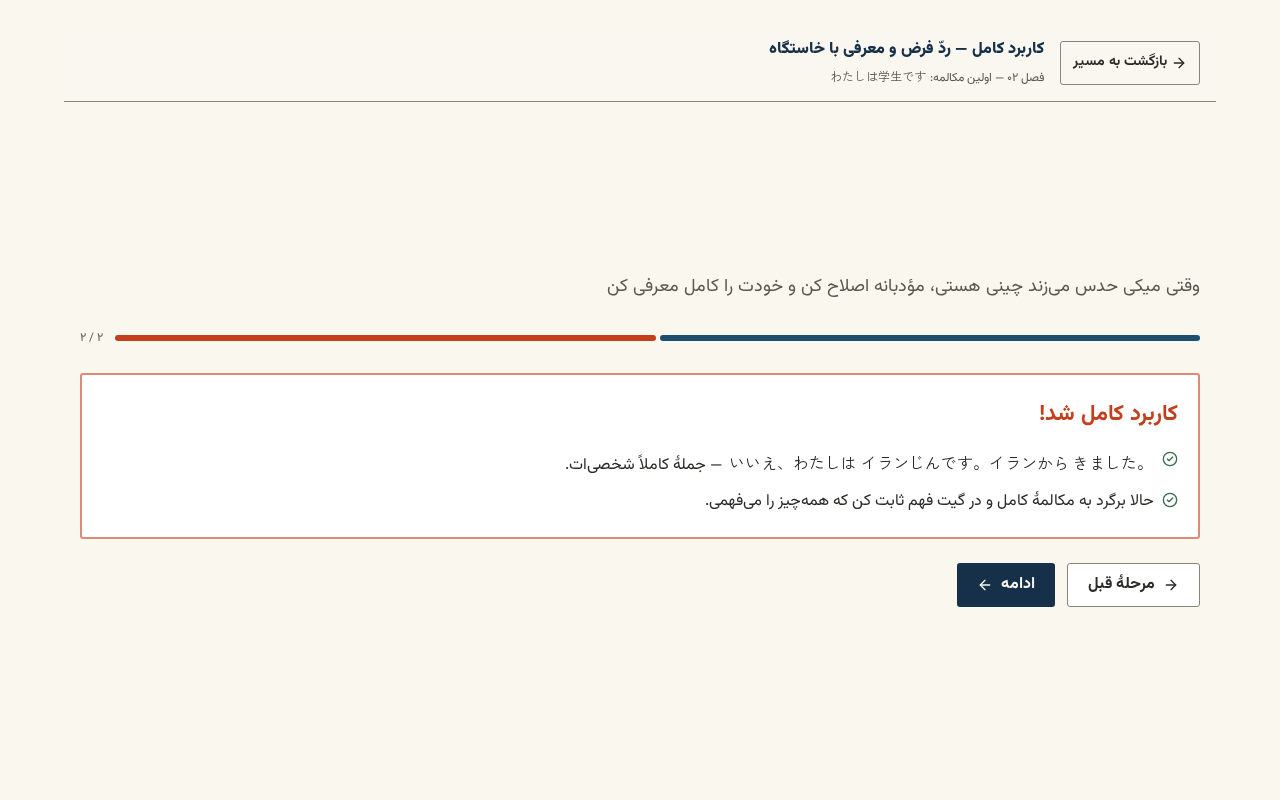 بازگشت به مسیر
کاربرد کامل — ردّ فرض و معرفی با خاستگاه
فصل ۰۲ — اولین مکالمه: わたしは学生です
وقتی میکی حدس می‌زند چینی هستی، مؤدبانه اصلاح کن و خودت را کامل معرفی کن
۲ / ۲
کاربرد کامل شد!
いいえ、わたしは イランじんです。イランから きました。 — جملهٔ کاملاً شخصی‌ات.
حالا برگرد به مکالمهٔ کامل و در گیت فهم ثابت کن که همه‌چیز را می‌فهمی.
مرحلهٔ قبل
ادامه